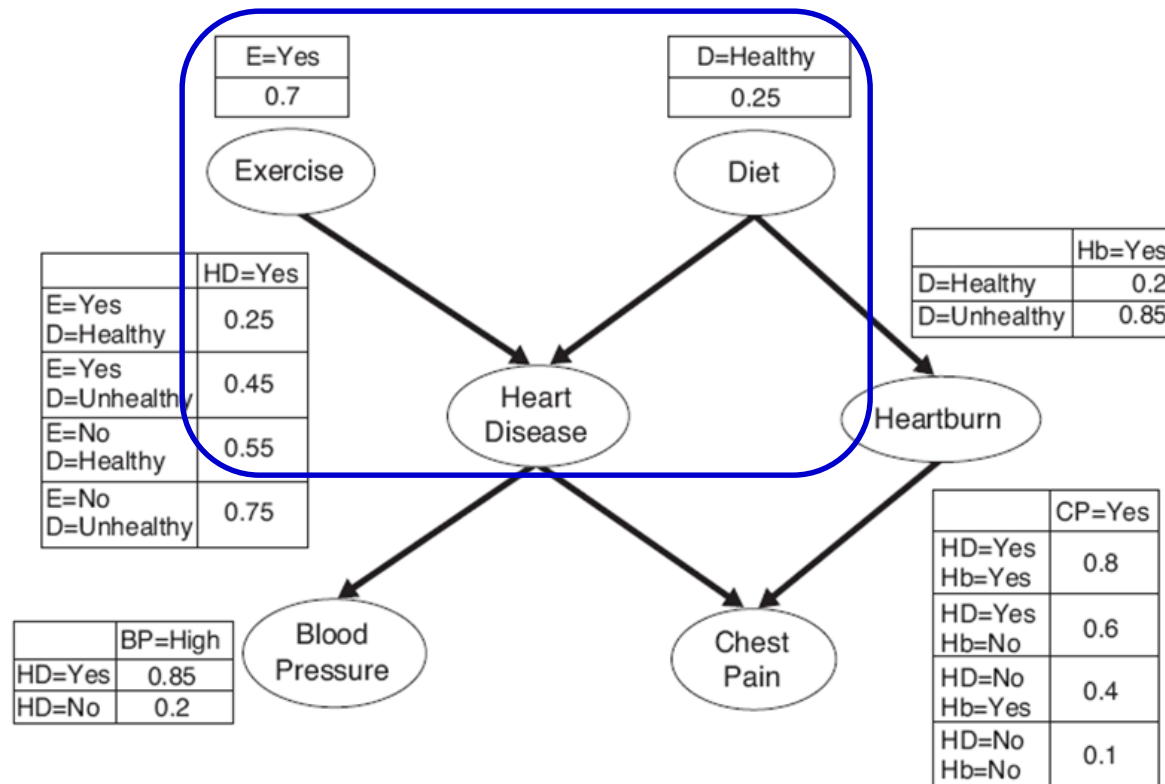 E=Yes
0.7
D=Healthy
0.25
Exercise
Diet
HD=Yes
E=Yes
D=Healthy
0.25
E=Yes
D=Unhealthy
0.45
E=No
D=Healthy
0.55
E=No
D=Unhealthy
0.75
Hb=Yes
D=Healthy 0.2
D=Unhealthy 0.85
Heart
Disease
Heartburn
BP=High
HD=Yes 0.85
HD=No 0.2
Blood
Pressure
Chest
Pain
CP=Yes
HD=Yes
Hb=Yes
0.8
HD=Yes
Hb=No
0.6
HD=No
Hb=Yes
0.4
HD=No
Hb=No
0.1